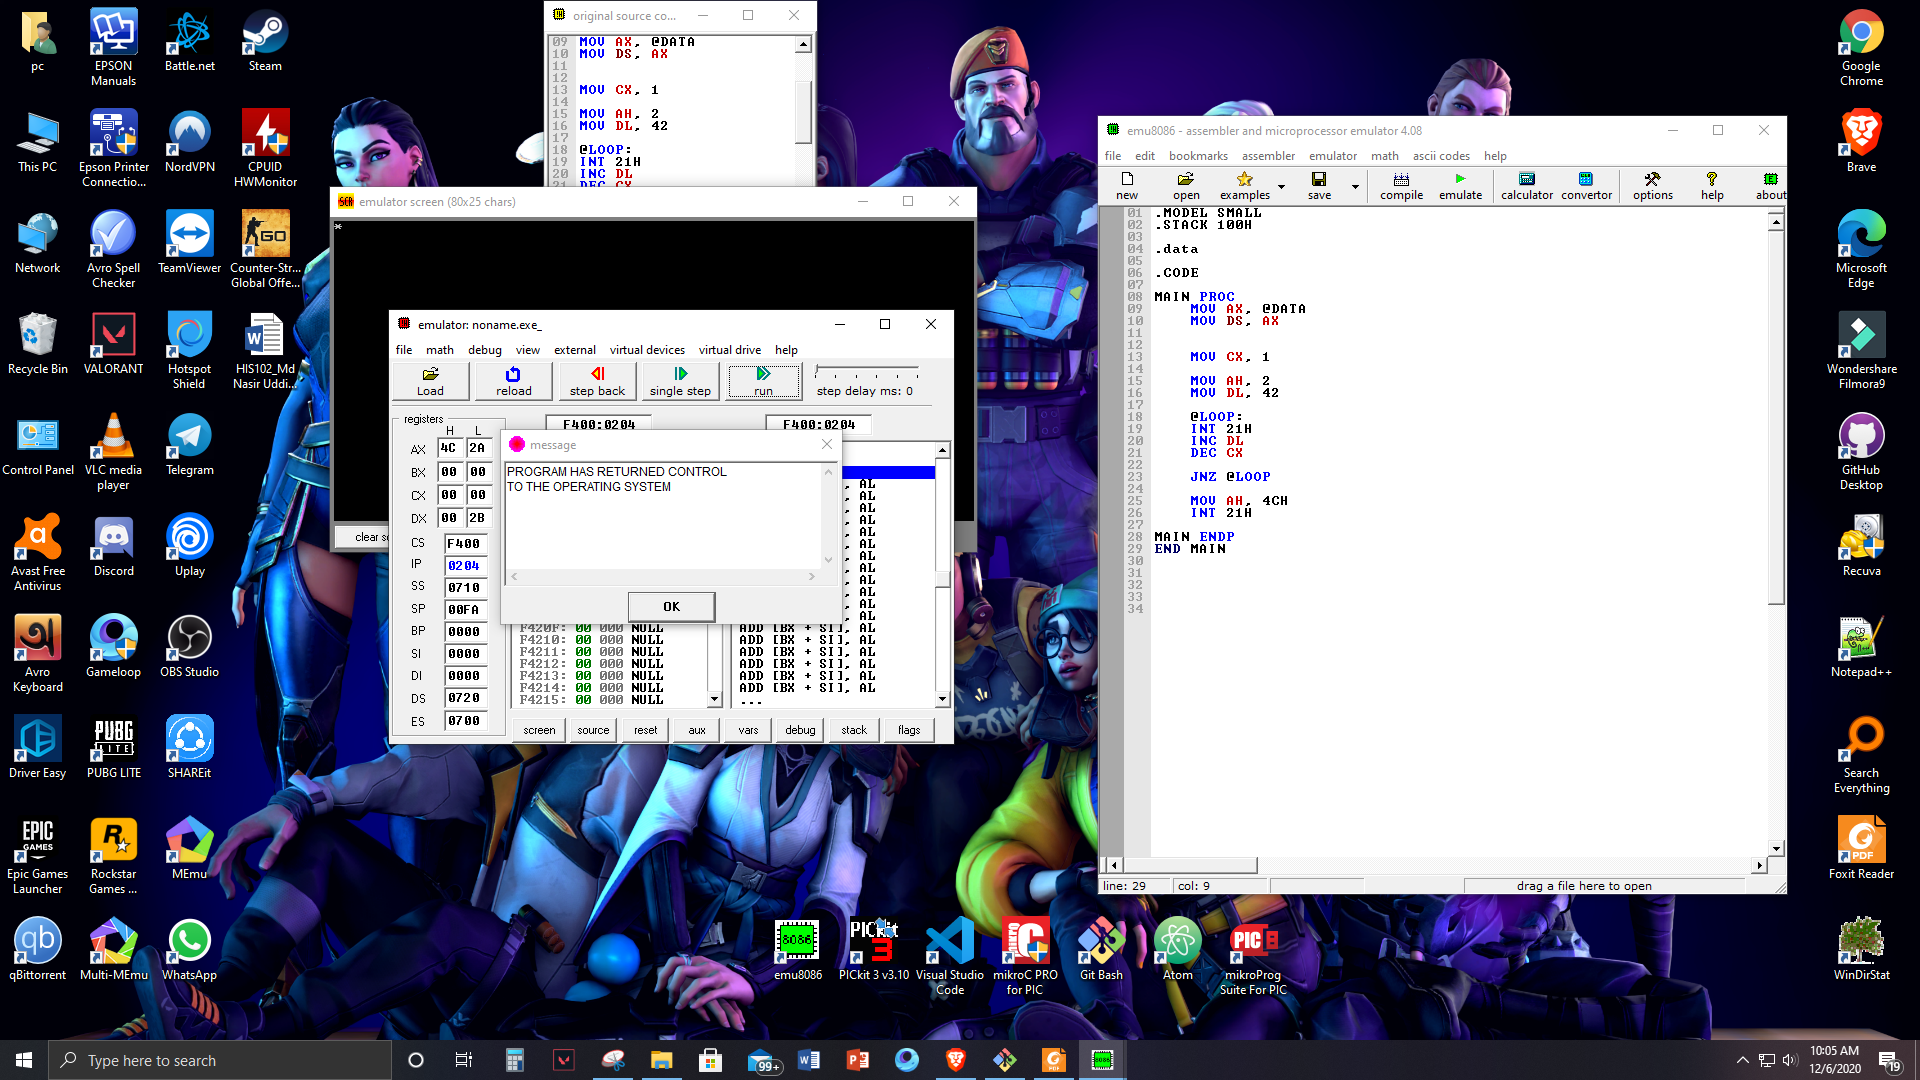 pc
EPSON
Manuals
Battle.net
Steam
This PC
Epson Printer
Connectio...
NordVPN
CPUID
HWMonitor
Network
Avro Spell
Checker
TeamViewer
Counter-Str...
Global Offe...
Recycle Bin
VALORANT
Hotspot
Shield
HIS102_Md
Nasir Uddi...
Control Panel
VLC media
player
Telegram
Avast Free
Antivirus
Discord
Uplay
Avro
Keyboard
Gameloop
OBS Studio
Driver Easy
PUBG LITE
SHAREit
Epic Games
Launcher
Rockstar
Games ...
MEmu
qBittorrent
Multi-MEmu
WhatsApp
original source co...
09 MOV AX, @DATA
10 MOV DS, AX
11
12
13 MOV CX, 1
14
15 MOV AH, 2
16 MOV DL, 42
17
18 @LOOP:
19 INT 21H
20 INC DL
21 DEC CX
emulator screen (80x25 chars)
*
clear sc
emulator: noname.exe_
file math debug view external virtual devices virtual drive help
Load reload step back single step run step delay ms: 0
registers
H L
F400:0204 F400:0204
AX 4C 2A
BX 00 00
CX 00 00
DX 00 2B
CS F400
IP 0204
SS 0710
SP 00FA
BP 0000
SI 0000
DI 0000
DS 0720
ES 0700
message
PROGRAM HAS RETURNED CONTROL
TO THE OPERATING SYSTEM
OK
, AL
, AL
, AL
, AL
, AL
, AL
, AL
, AL
, AL
, AL
, AL
, AL
F420F: 00 000 NULL ADD [BX + SI], AL
F4210: 00 000 NULL ADD [BX + SI], AL
F4211: 00 000 NULL ADD [BX + SI], AL
F4212: 00 000 NULL ADD [BX + SI], AL
F4213: 00 000 NULL ADD [BX + SI], AL
F4214: 00 000 NULL ADD [BX + SI], AL
F4215: 00 000 NULL ...
screen source reset aux vars debug stack flags
emu8086 - assembler and microprocessor emulator 4.08
file edit bookmarks assembler emulator math ascii codes help
new open examples save compile emulate calculator convertor options help about
01 .MODEL SMALL
02 .STACK 100H
03
04 .data
05
06 .CODE
07
08 MAIN PROC
09 MOV AX, @DATA
10 MOV DS, AX
11
12
13 MOV CX, 1
14
15 MOV AH, 2
16 MOV DL, 42
17
18 @LOOP:
19 INT 21H
20 INC DL
21 DEC CX
22
23 JNZ @LOOP
24
25 MOV AH, 4CH
26 INT 21H
27
28 MAIN ENDP
29 END MAIN
30
31
32
33
34
line: 29 col: 9 drag a file here to open
Google
Chrome
Brave
Microsoft
Edge
Wondershare
Filmora9
GitHub
Desktop
Recuva
Notepad++
Search
Everything
Foxit Reader
WinDirStat
emu8086
PICkit 3 v3.10
Visual Studio
Code
mikroC PRO
for PIC
Git Bash
Atom
mikroProg
Suite For PIC
Type here to search
99+
10:05 AM
12/6/2020
19